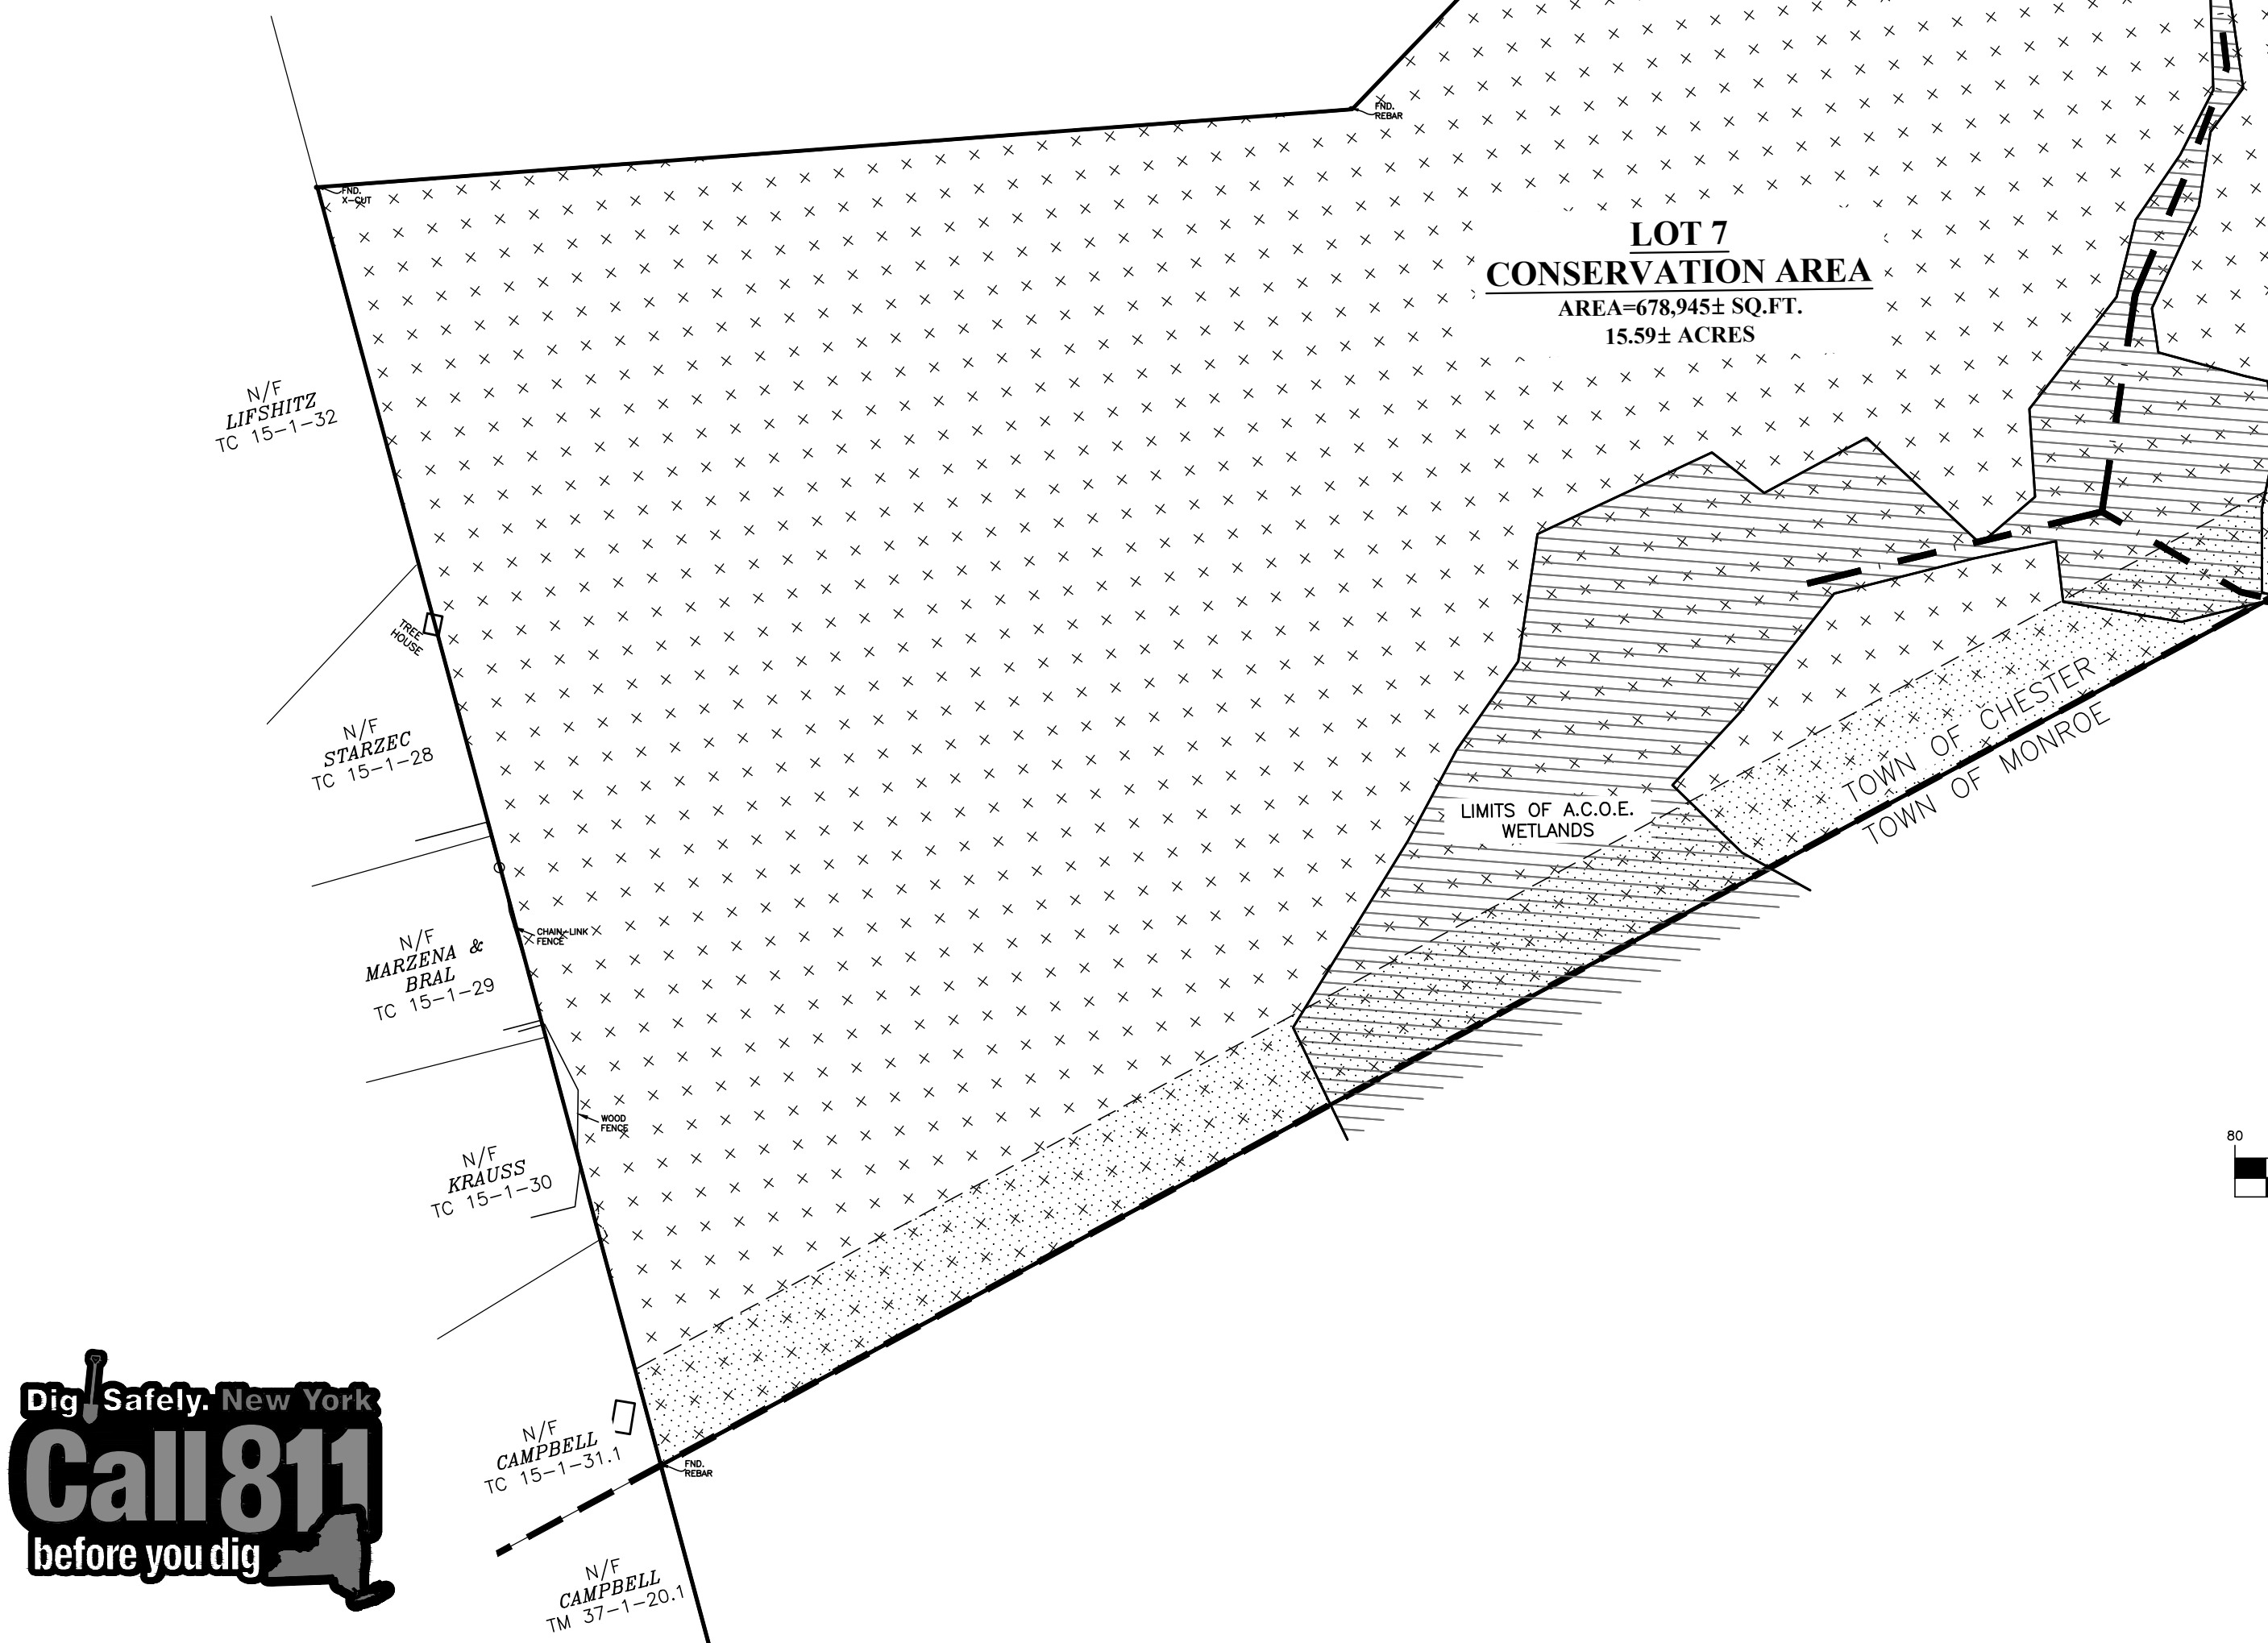 FND.
REBAR
FND.
X-CUT
LOT 7
CONSERVATION AREA
AREA=678,945± SQ.FT.
15.59± ACRES
N/F
LIFSHITZ
TC 15-1-32
TREE
HOUSE
N/F
STARZEC
TC 15-1-28
TOWN OF CHESTER
TOWN OF MONROE
LIMITS OF A.C.O.E.
WETLANDS
CHAIN-LINK
FENCE
N/F
MARZENA &
BRAL
TC 15-1-29
WOOD
FENCE
N/F
KRAUSS
TC 15-1-30
80
N/F
CAMPBELL
TC 15-1-31.1
FND.
REBAR
N/F
CAMPBELL
TM 37-1-20.1
Dig Safely. New York
Call 811
before you dig